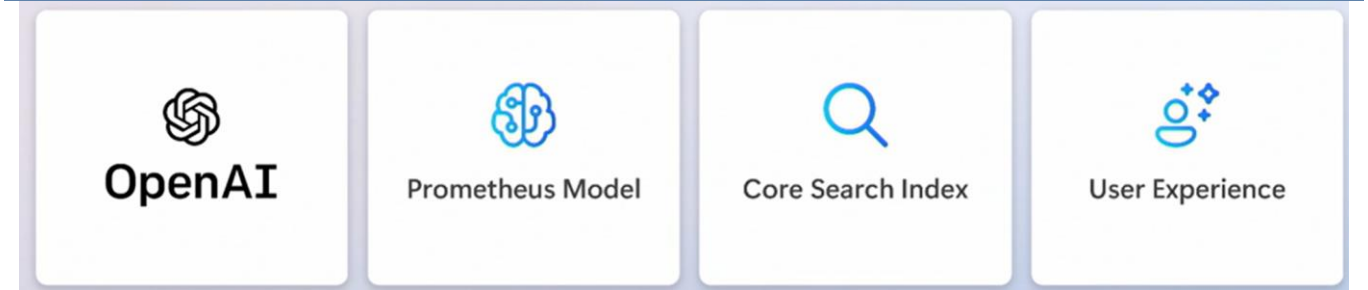 OpenAI
Prometheus Model
Core Search Index
User Experience